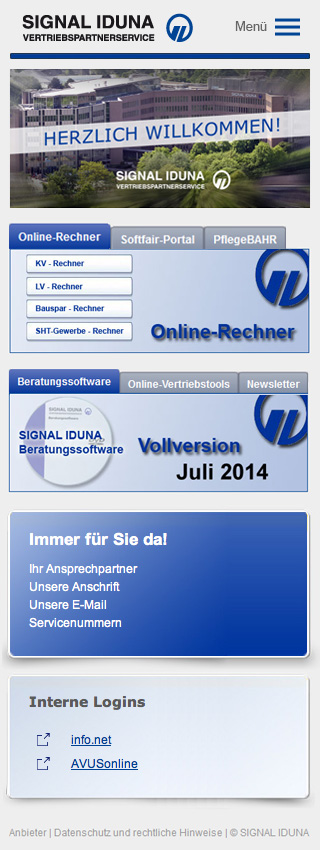 SIGNAL IDUNA
VERTRIEBSPARTNERSERVICE
Menü
HERZLICH WILLKOMMEN!
SIGNAL IDUNA
VERTRIEBSPARTNERSERVICE
Online-Rechner
Softfair-Portal
PflegeBAHR
KV - Rechner
LV - Rechner
Bauspar - Rechner
SHT-Gewerbe - Rechner
Online-Rechner
Beratungssoftware
Online-Vertriebstools
Newsletter
SIGNAL IDUNA
Beratungssoftware
Vollversion
Juli 2014
Immer für Sie da!
Ihr Ansprechpartner
Unsere Anschrift
Unsere E-Mail
Servicenummern
Interne Logins
info.net
AVUSonline
Anbieter | Datenschutz und rechtliche Hinweise | © SIGNAL IDUNA